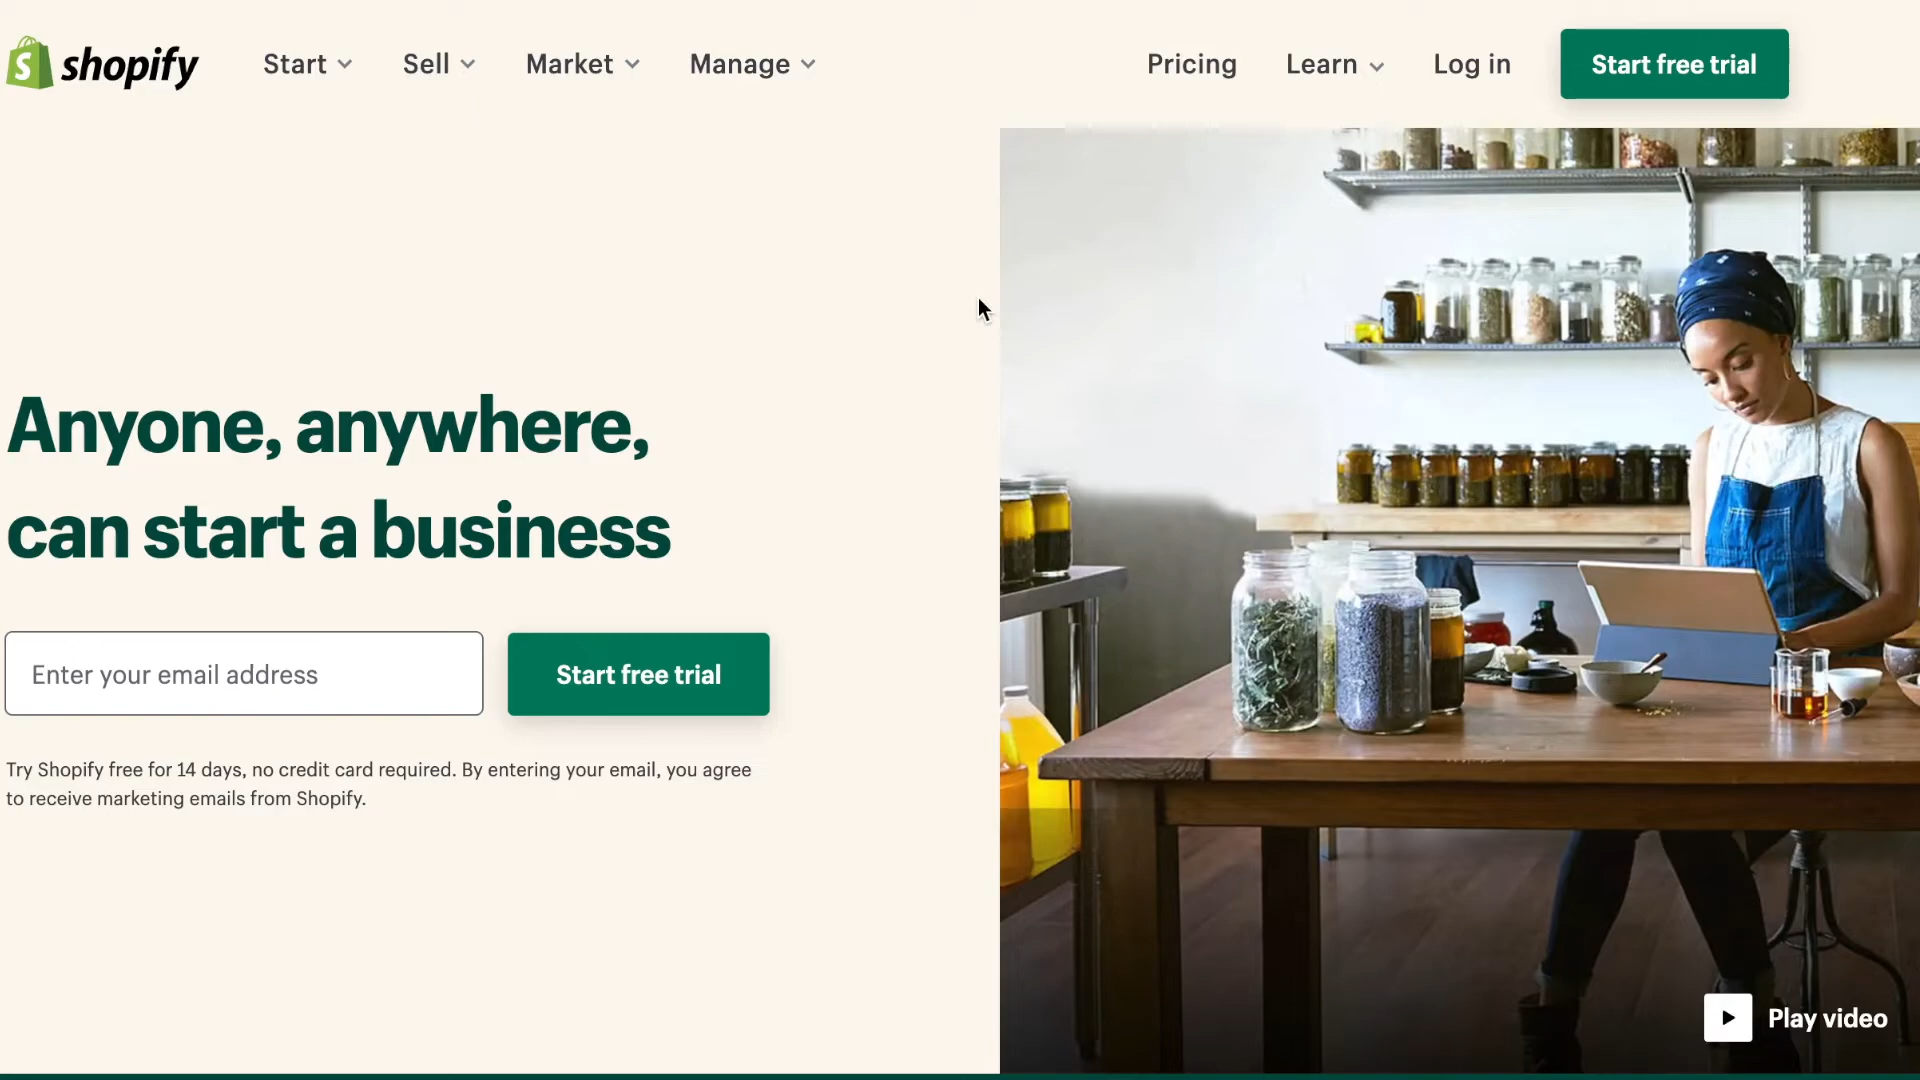 shopify
Start
Sell
Market
Manage
Pricing
Learn
Log in
Start free trial
Anyone, anywhere,
can start a business
Enter your email address
Start free trial
Try Shopify free for 14 days, no credit card required. By entering your email, you agree
to receive marketing emails from Shopify.
Play video